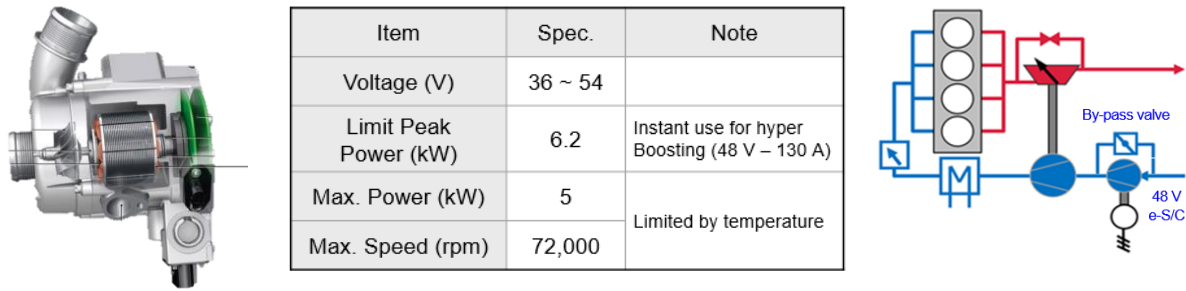 Item Spec. Note
Voltage (V) 36 ~ 54
Limit Peak
Power (kW) 6.2 Instant use for hyper
Boosting (48 V – 130 A)
Max. Power (kW) 5 Limited by temperature
Max. Speed (rpm) 72,000
By-pass valve
48 V
e-S/C